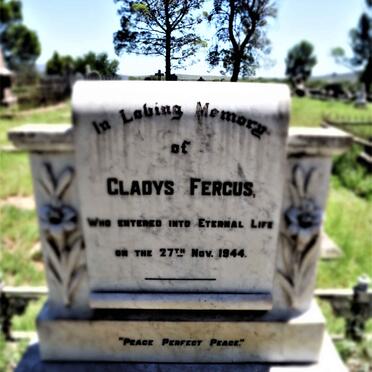 In Loving Memory
of
Gladys Fergus,
Who entered into Eternal Life
on the 27th Nov. 1944.
"Peace Perfect Peace."